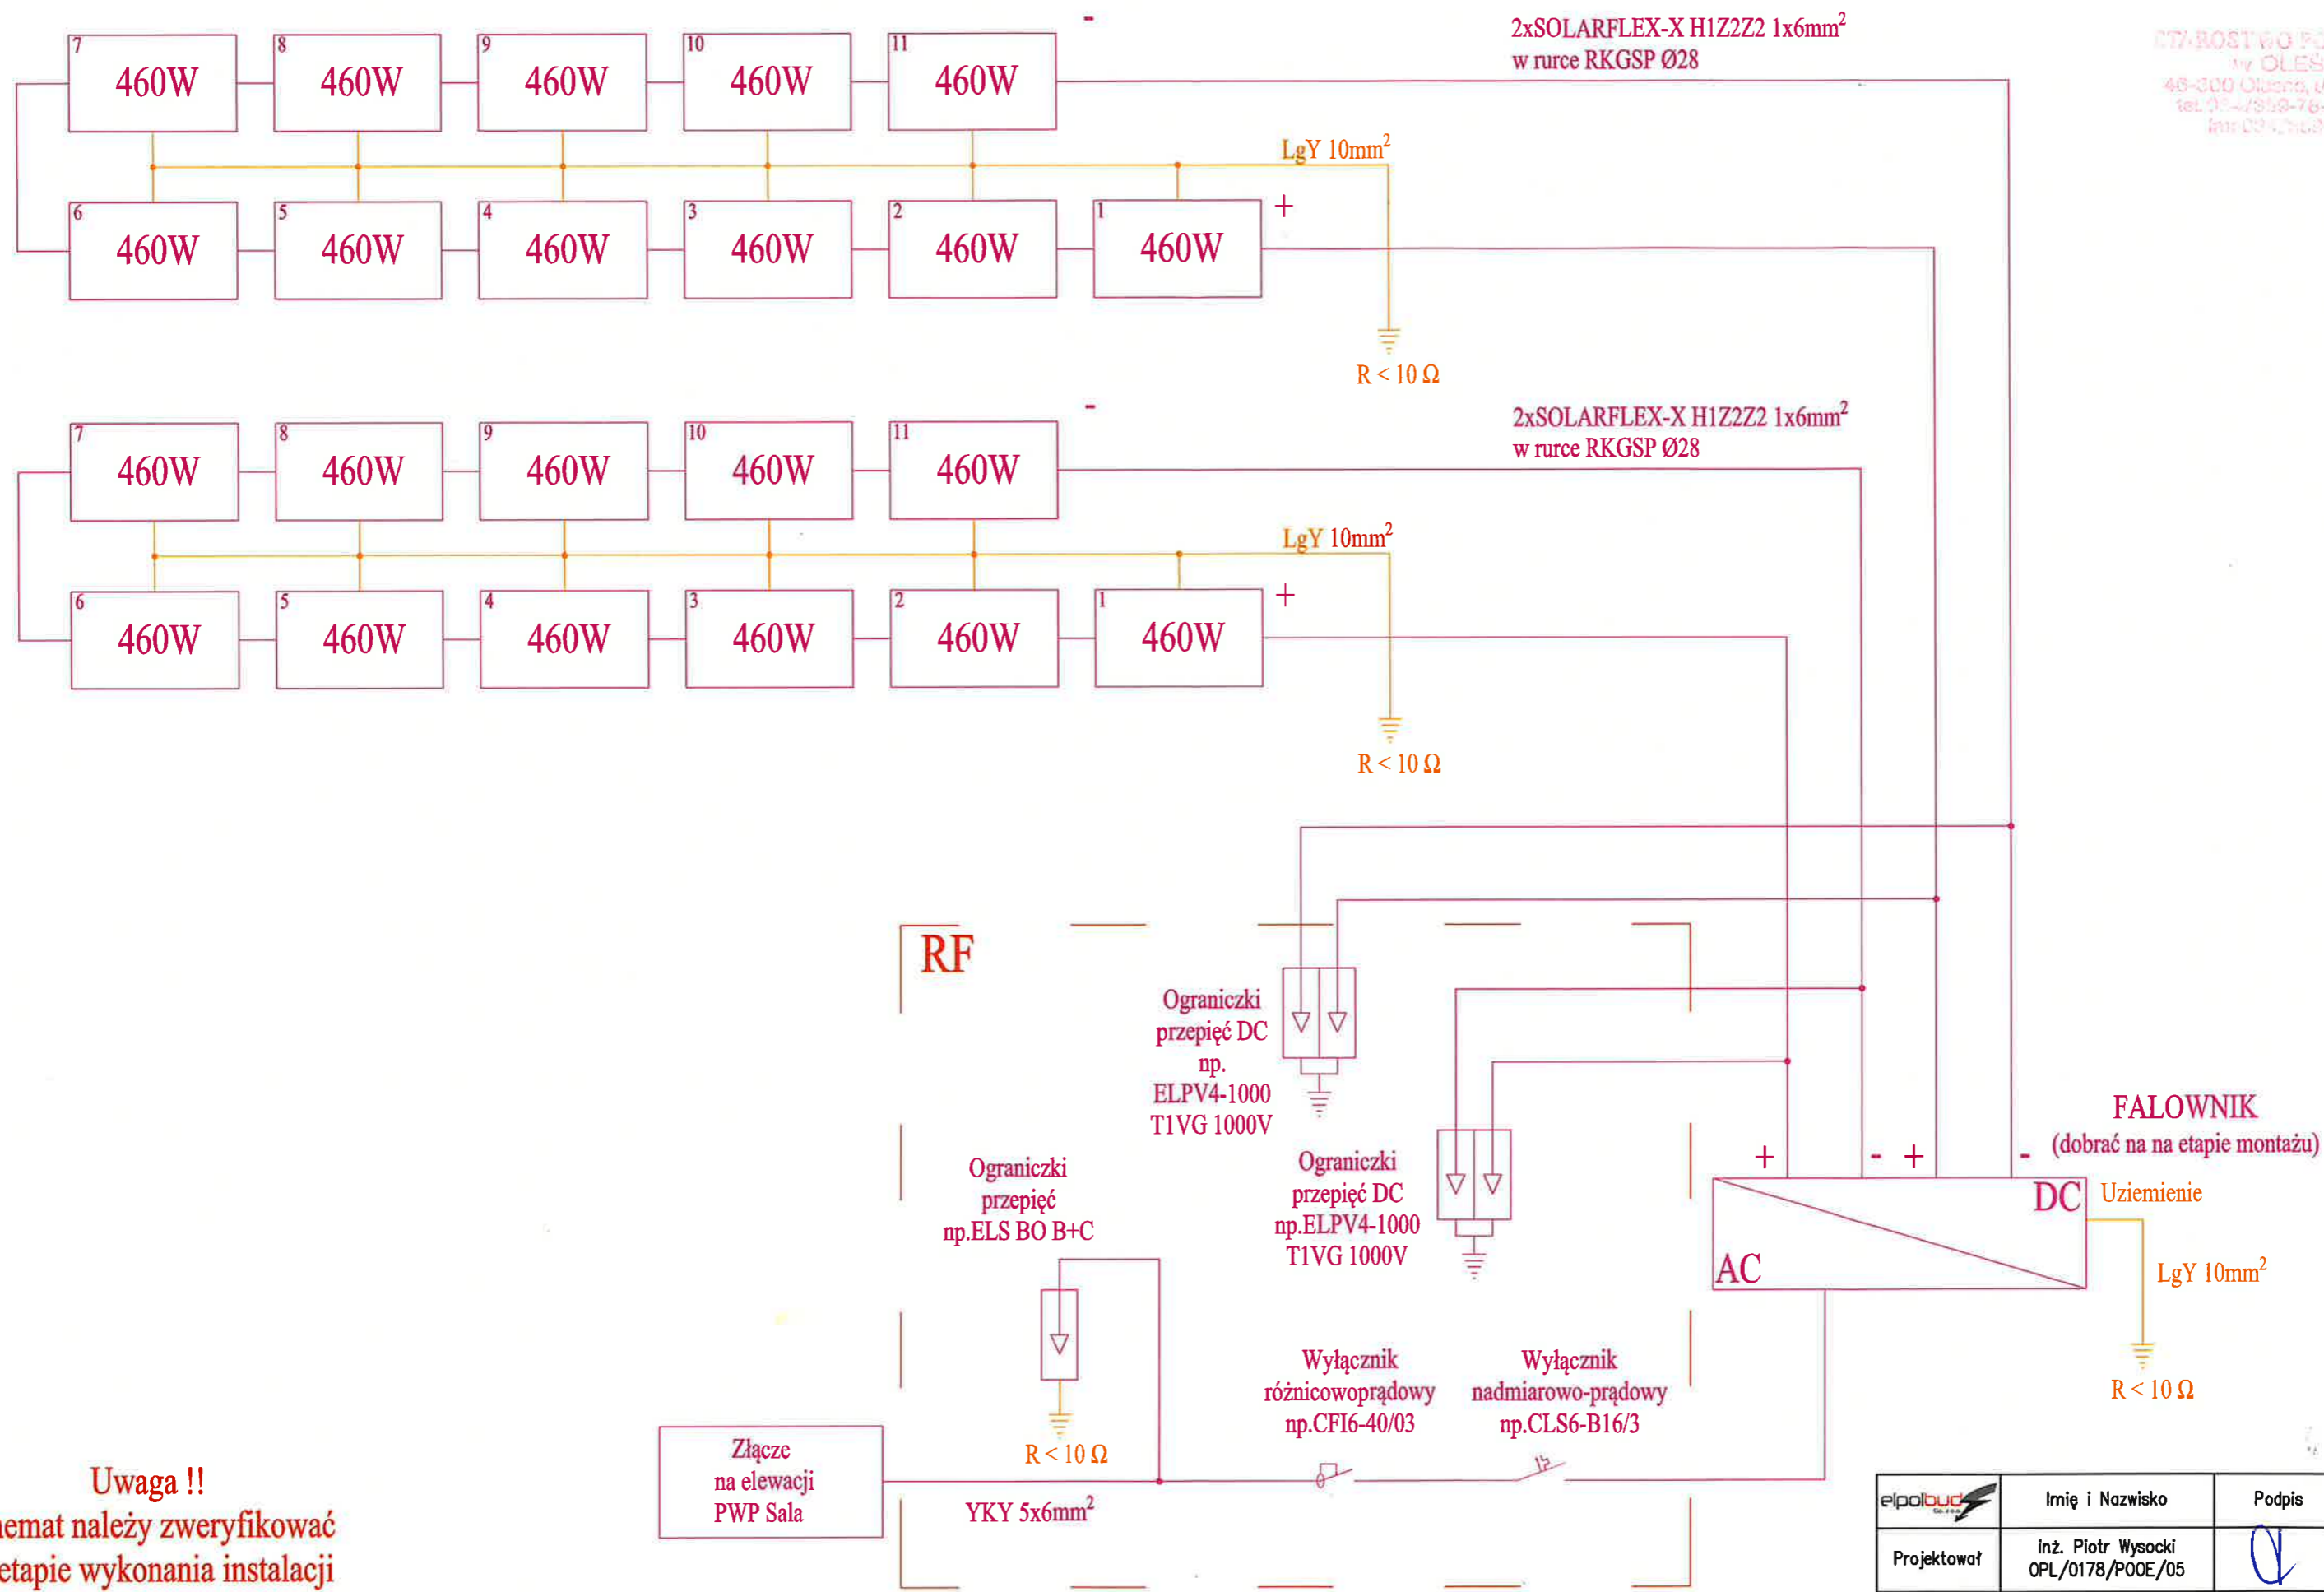 2xSOLARFLEX-X H1Z2Z2 1x6mm²
w rurce RKGSP Ø28
-
7
460W
8
460W
9
460W
10
460W
11
460W
LgY 10mm²
+
6
460W
5
460W
4
460W
3
460W
2
460W
1
460W
R < 10 Ω
2xSOLARFLEX-X H1Z2Z2 1x6mm²
w rurce RKGSP Ø28
-
7
460W
8
460W
9
460W
10
460W
11
460W
LgY 10mm²
+
6
460W
5
460W
4
460W
3
460W
2
460W
1
460W
R < 10 Ω
RF
Ograniczki
przepięć DC
np.
ELPV4-1000
T1VG 1000V
Ograniczki
przepięć DC
np.ELPV4-1000
T1VG 1000V
Ograniczki
przepięć
np.ELS BO B+C
R < 10 Ω
FALOWNIK
(dobrać na na etapie montażu)
+ - + -
DC
AC
Uziemienie
LgY 10mm²
R < 10 Ω
Wyłącznik
różnicowoprądowy
np.CFI6-40/03
Wyłącznik
nadmiarowo-prądowy
np.CLS6-B16/3
Złącze
na elewacji
PWP Sala
YKY 5x6mm²
Uwaga !!
hemat należy zweryfikować
etapie wykonania instalacji
elpolbud
Imię i Nazwisko
Podpis
Projektował
inż. Piotr Wysocki
OPL/0178/POOE/05